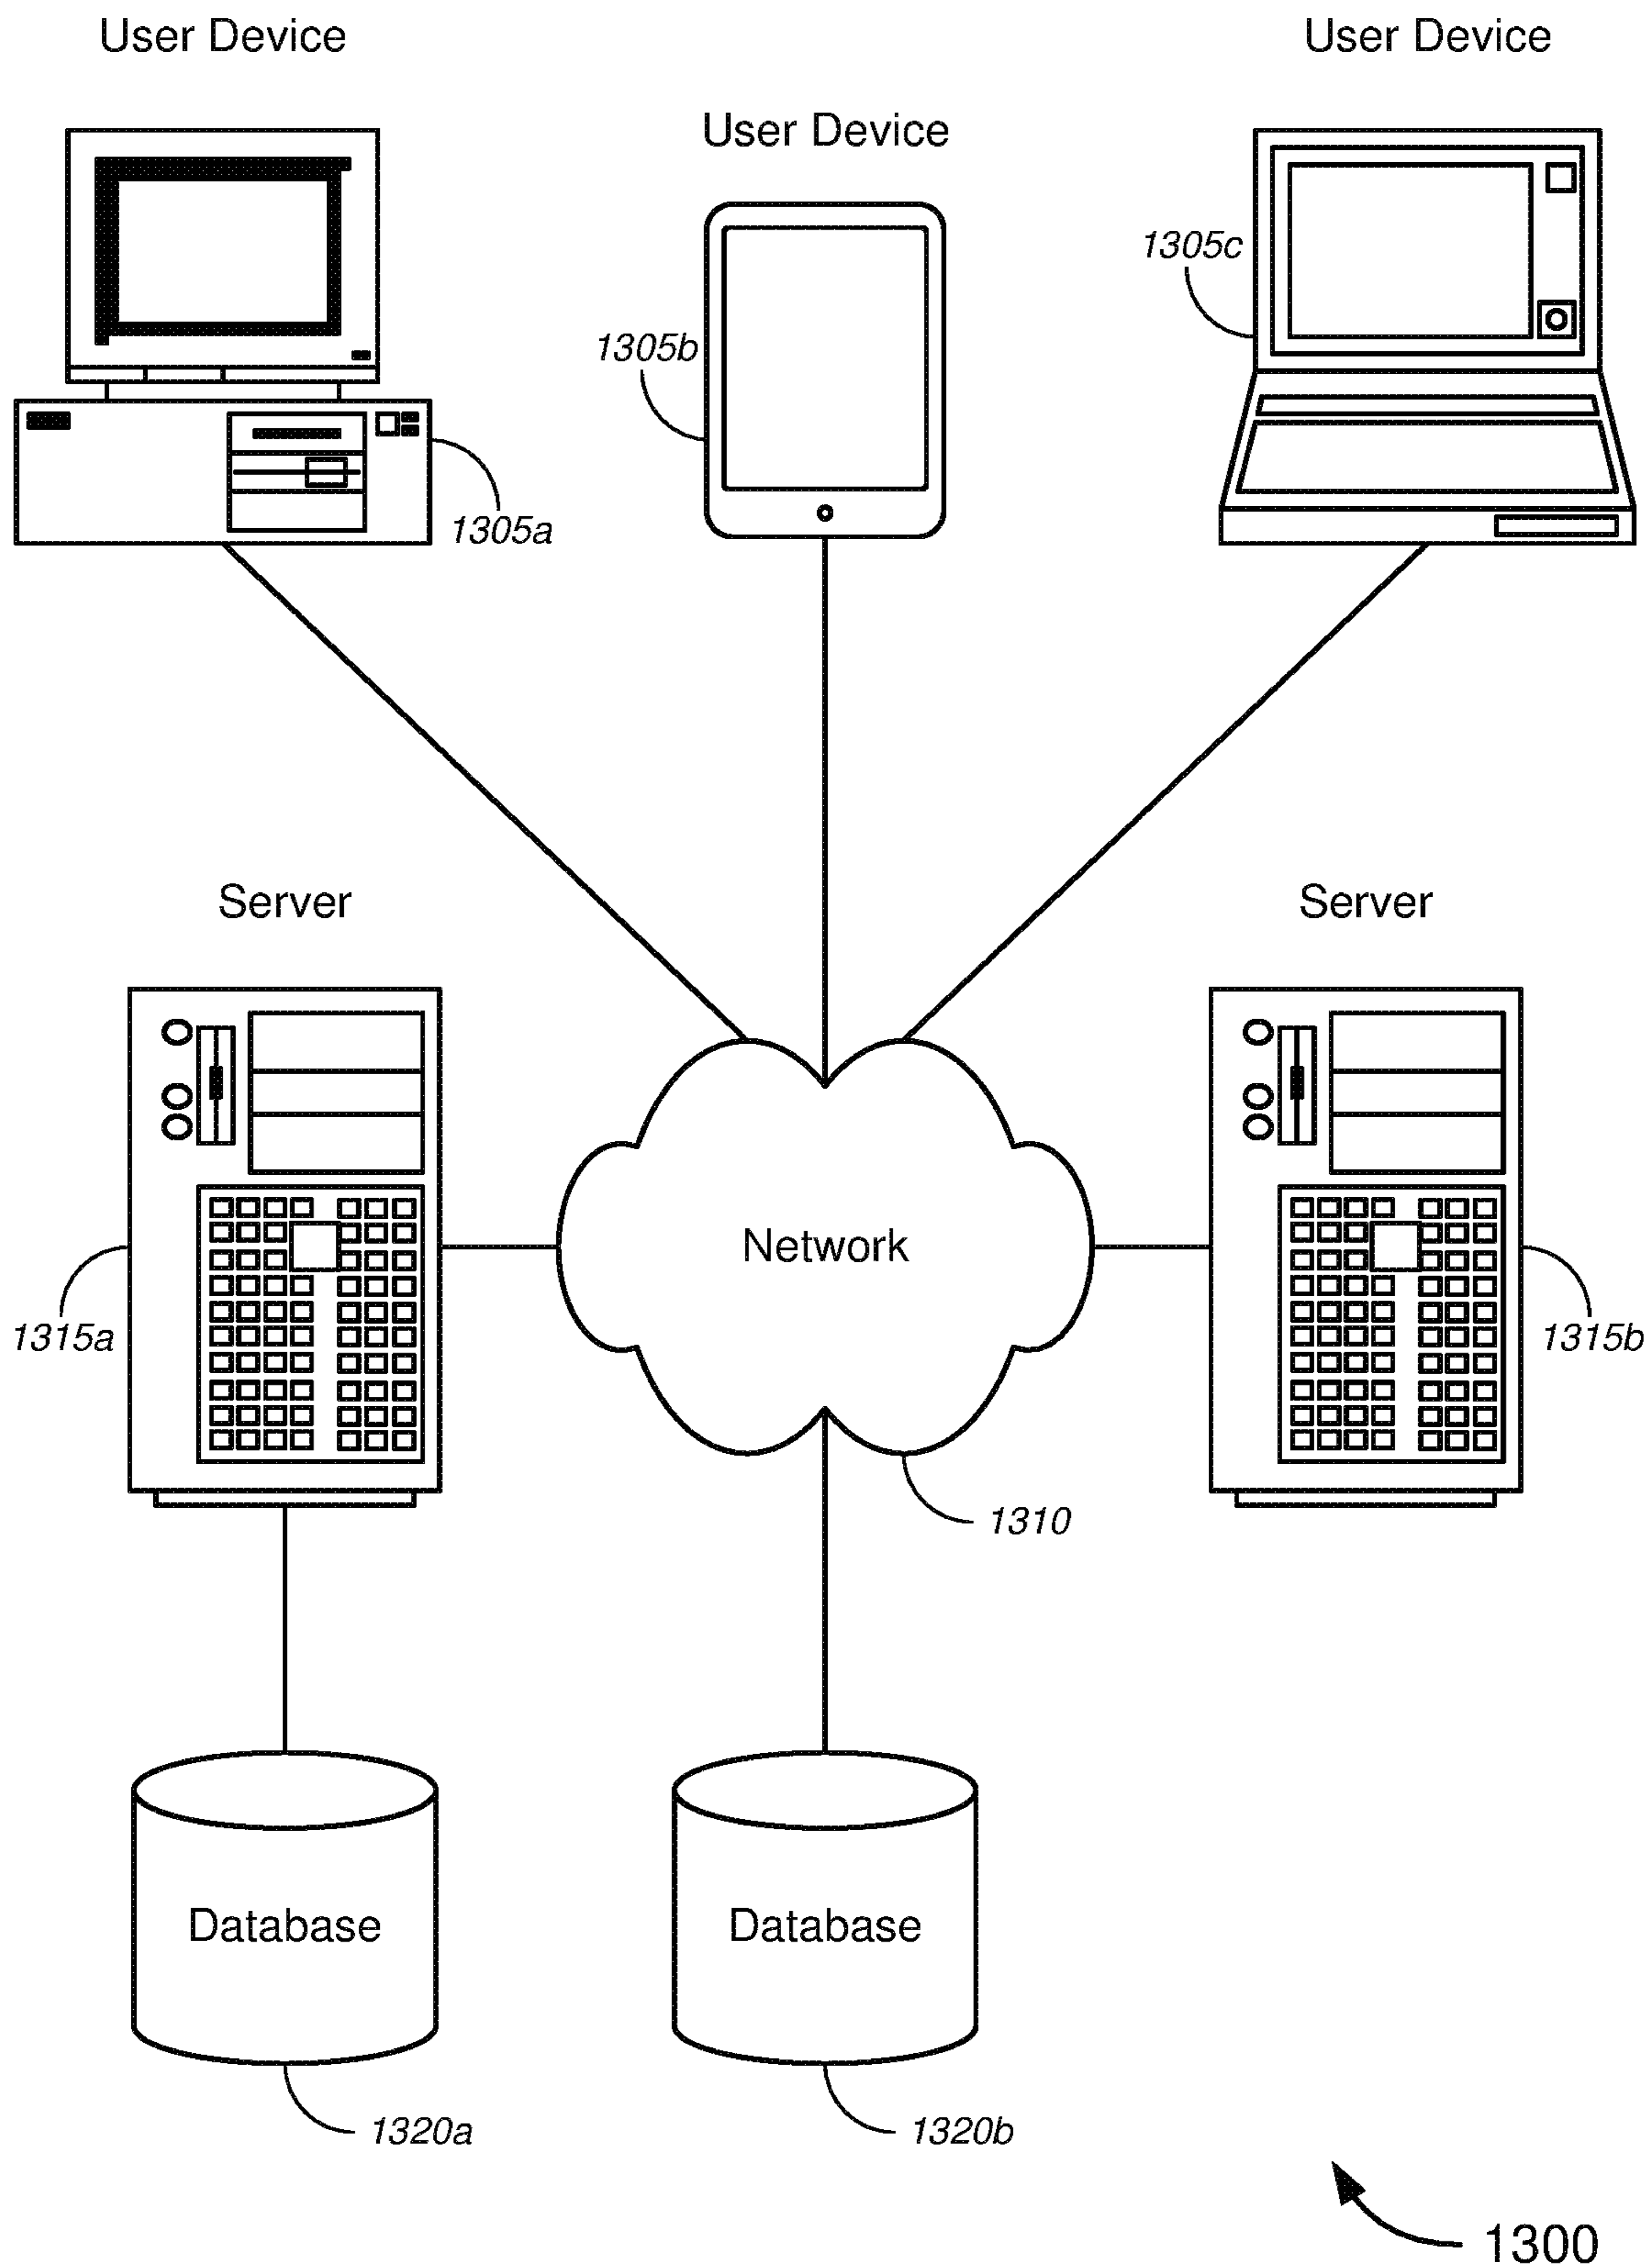 User Device
User Device
User Device
1305c
1305b
1305a
Server
Server
Network
1315a
1315b
1310
Database
Database
1320a
1320b
1300